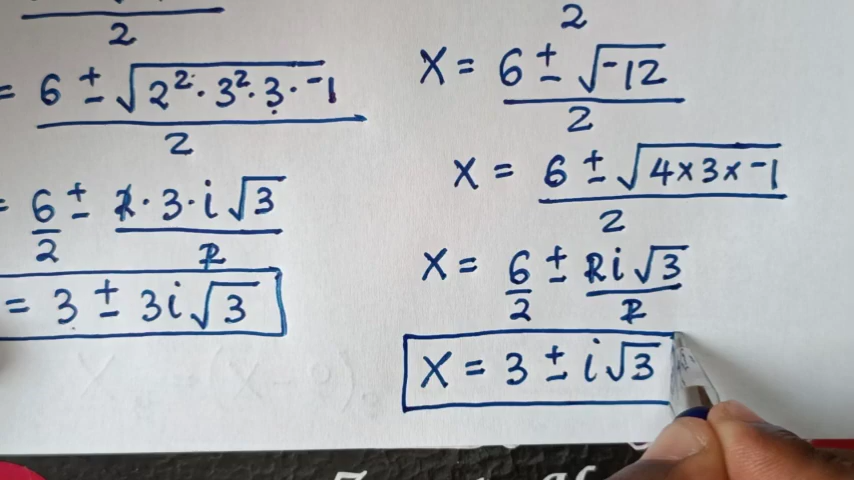 2
= 6 ± √2²·3²·3·-1
2
= 6/2 ± 2·3·i√3/2
= 3 ± 3i√3
2
X = 6 ± √-12
2
X = 6 ± √4×3×-1
2
X = 6/2 ± 2i√3/2
X = 3 ± i√3